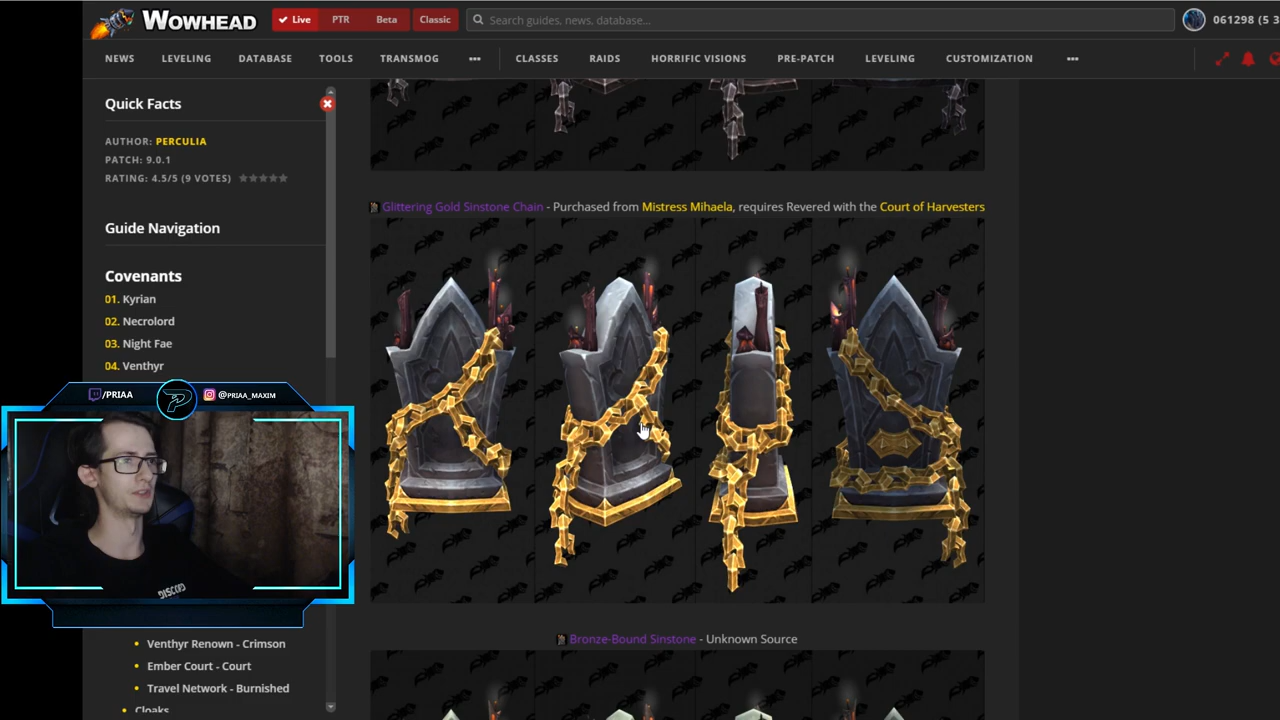 WOWHEAD
Live PTR Beta Classic
Search guides, news, database...
061298 (5 3
NEWS LEVELING DATABASE TOOLS TRANSMOG ••• CLASSES RAIDS HORRIFIC VISIONS PRE-PATCH LEVELING CUSTOMIZATION •••
Quick Facts
AUTHOR: PERCULIA
PATCH: 9.0.1
RATING: 4.5/5 (9 VOTES)
Guide Navigation
Covenants
01. Kyrian
02. Necrolord
03. Night Fae
04. Venthyr
/PRIAA @PRIAA_MAXIM
DISCORD
• Venthyr Renown - Crimson
• Ember Court - Court
• Travel Network - Burnished
• Cloaks
Glittering Gold Sinstone Chain - Purchased from Mistress Mihaela, requires Revered with the Court of Harvesters
Bronze-Bound Sinstone - Unknown Source